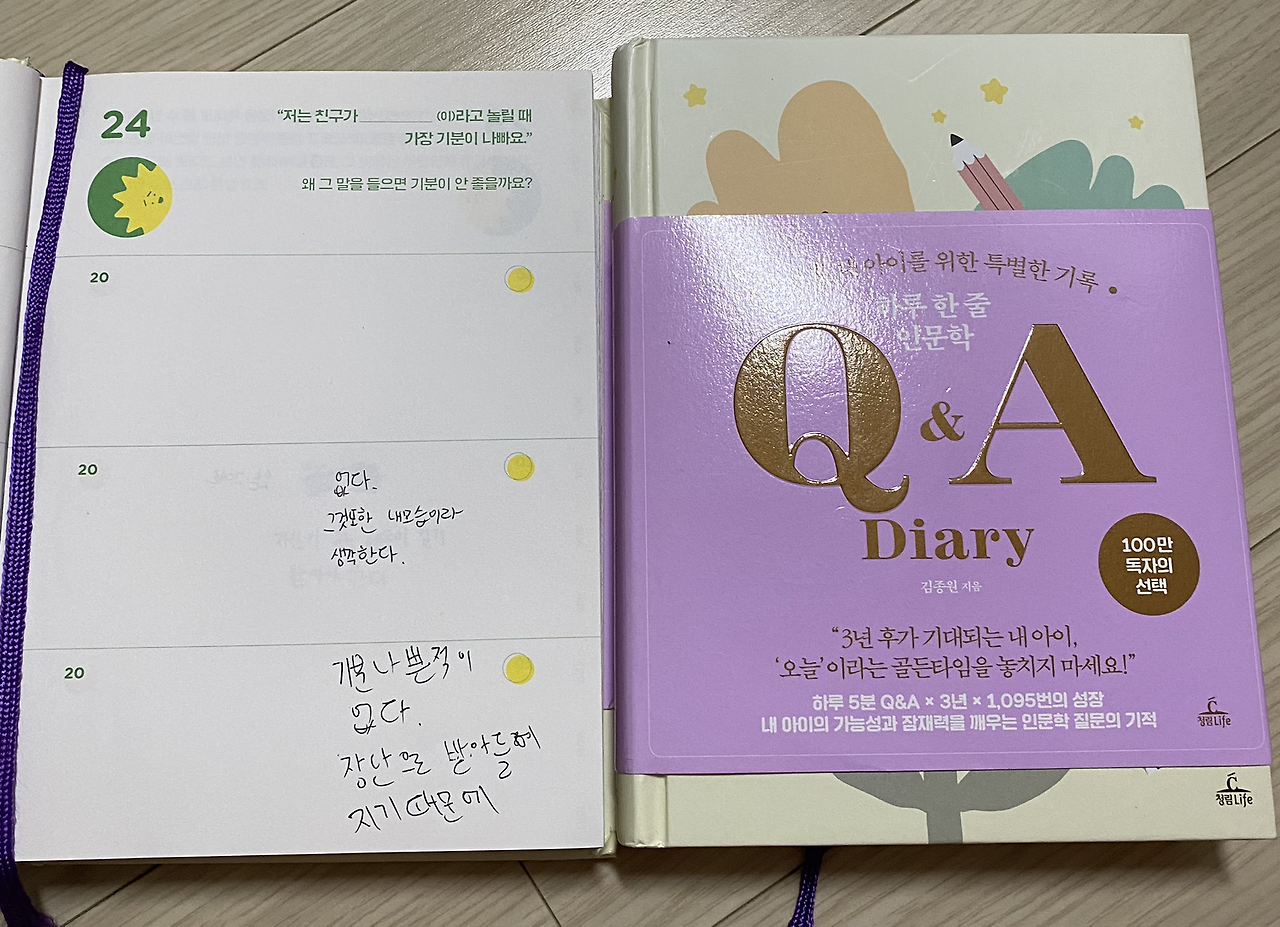 24
“저는 친구가 __________ (이)라고 놀릴 때
가장 기분이 나빠요.”
왜 그 말을 들으면 기분이 안 좋을까요?
20
20
없다.
그것또한 내모습이라
생각한다.
20
기분 나쁜적이
없다.
장난으로 받아들여
지기 때문에
아이를 위한 특별한 기록
하루 한 줄
인문학
Q & A
Diary
김종원 지음
100만
독자의
선택
“3년 후가 기대되는 내 아이,
‘오늘’이라는 골든타임을 놓치지 마세요!”
하루 5분 Q&A × 3년 × 1,095번의 성장
내 아이의 가능성과 잠재력을 깨우는 인문학 질문의 기적
청림Life
청림Life